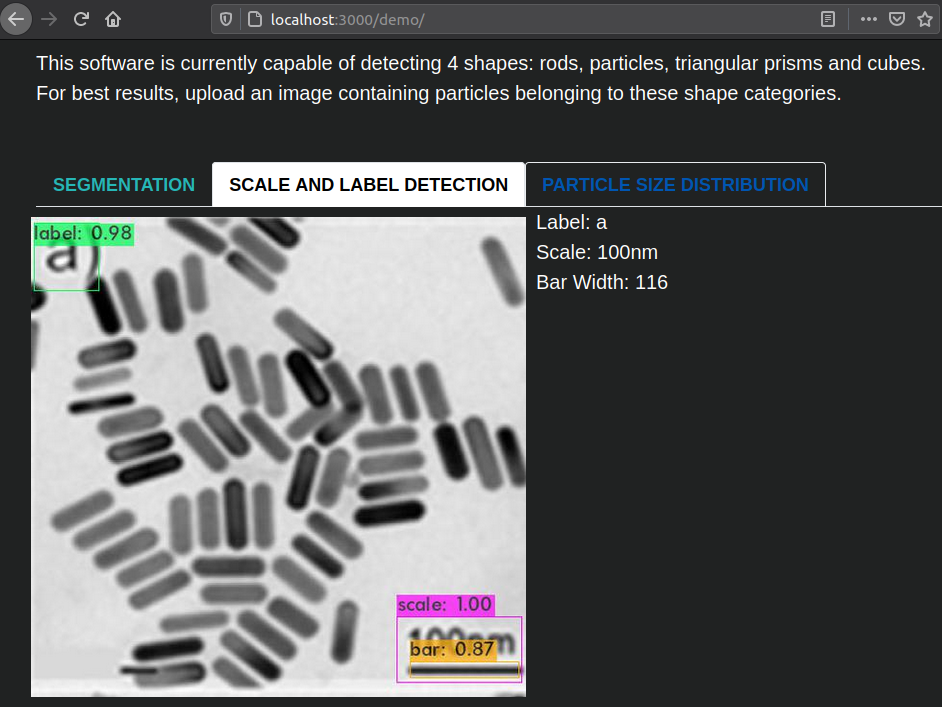 localhost:3000/demo/
This software is currently capable of detecting 4 shapes: rods, particles, triangular prisms and cubes.
For best results, upload an image containing particles belonging to these shape categories.
SEGMENTATION
SCALE AND LABEL DETECTION
PARTICLE SIZE DISTRIBUTION
label: 0.98
a)
Label: a
Scale: 100nm
Bar Width: 116
scale: 1.00
100nm
bar: 0.87